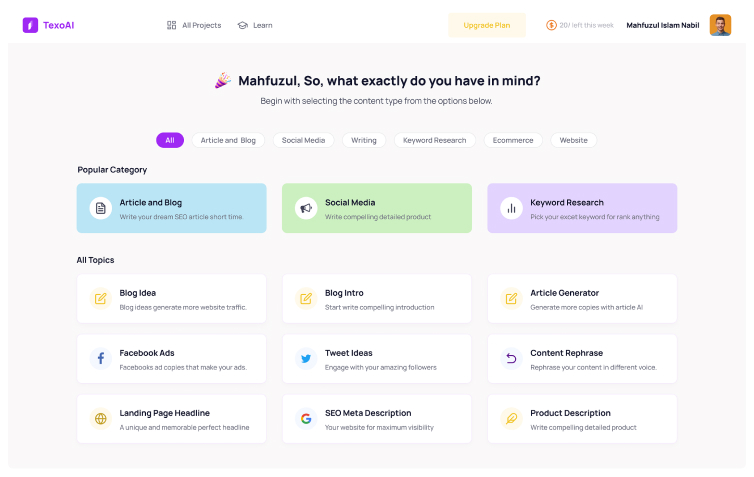 TexoAI
All Projects
Learn
Upgrade Plan
20/ left this week
Mahfuzul Islam Nabil
Mahfuzul, So, what exactly do you have in mind?
Begin with selecting the content type from the options below.
All
Article and Blog
Social Media
Writing
Keyword Research
Ecommerce
Website
Popular Category
Article and Blog
Write your dream SEO article short time.
Social Media
Write compelling detailed product
Keyword Research
Pick your excet keyword for rank anything
All Topics
Blog Idea
Blog ideas generate more website traffic.
Blog Intro
Start write compelling introduction
Article Generator
Generate more copies with article AI
Facebook Ads
Facebooks ad copies that make your ads.
Tweet Ideas
Engage with your amazing followers
Content Rephrase
Rephrase your content in different voice.
Landing Page Headline
A unique and memorable perfect headline
SEO Meta Description
Your website for maximum visibility
Product Description
Write compelling detailed product